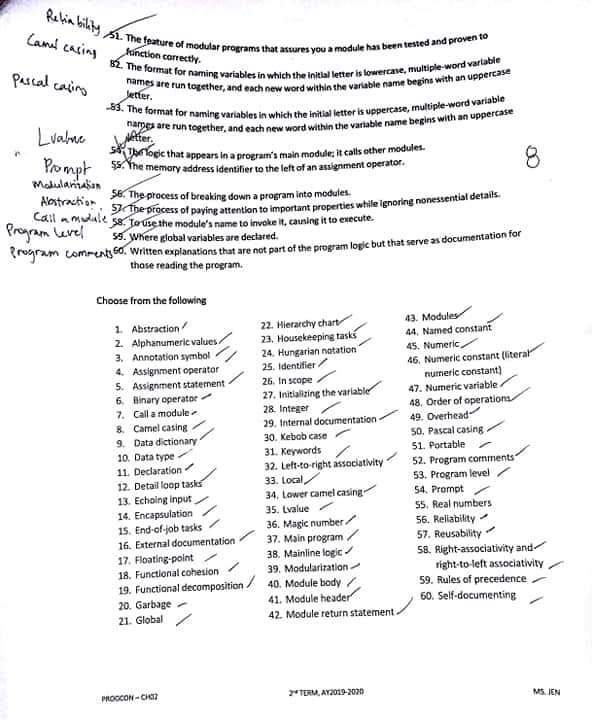 Reliability 51. The feature of modular programs that assures you a module has been tested and proven to
function correctly.
Camel casing 52. The format for naming variables in which the initial letter is lowercase, multiple-word variable
names are run together, and each new word within the variable name begins with an uppercase
letter.
Pascal casing 53. The format for naming variables in which the initial letter is uppercase, multiple-word variable
names are run together, and each new word within the variable name begins with an uppercase
letter.
Lvalue 54. The logic that appears in a program's main module; it calls other modules.
Prompt 55. The memory address identifier to the left of an assignment operator.
8
Modularization 56. The process of breaking down a program into modules.
Abstraction 57. The process of paying attention to important properties while ignoring nonessential details.
Call a module 58. To use the module's name to invoke it, causing it to execute.
Program level 59. Where global variables are declared.
Program comments 60. Written explanations that are not part of the program logic but that serve as documentation for
those reading the program.
Choose from the following
1. Abstraction
2. Alphanumeric values
3. Annotation symbol
4. Assignment operator
5. Assignment statement
6. Binary operator
7. Call a module
8. Camel casing
9. Data dictionary
10. Data type
11. Declaration
12. Detail loop tasks
13. Echoing input
14. Encapsulation
15. End-of-job tasks
16. External documentation
17. Floating-point
18. Functional cohesion
19. Functional decomposition
20. Garbage
21. Global
22. Hierarchy chart
23. Housekeeping tasks
24. Hungarian notation
25. Identifier
26. In scope
27. Initializing the variable
28. Integer
29. Internal documentation
30. Kebob case
31. Keywords
32. Left-to-right associativity
33. Local
34. Lower camel casing
35. Lvalue
36. Magic number
37. Main program
38. Mainline logic
39. Modularization
40. Module body
41. Module header
42. Module return statement
43. Modules
44. Named constant
45. Numeric
46. Numeric constant (literal
numeric constant)
47. Numeric variable
48. Order of operations
49. Overhead
50. Pascal casing
51. Portable
52. Program comments
53. Program level
54. Prompt
55. Real numbers
56. Reliability
57. Reusability
58. Right-associativity and
right-to-left associativity
59. Rules of precedence
60. Self-documenting
PROGCON – CH02
2nd TERM, AY2019-2020
MS. JEN